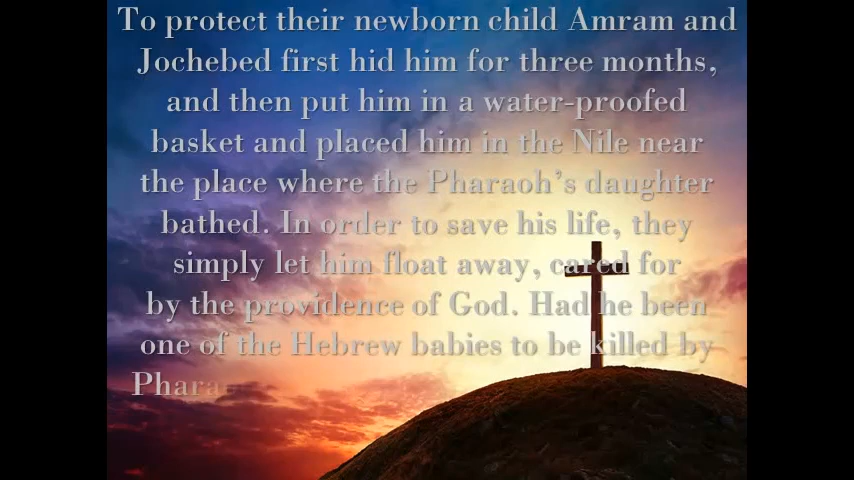 To protect their newborn child Amram and
Jochebed first hid him for three months,
and then put him in a water-proofed
basket and placed him in the Nile near
the place where the Pharaoh's daughter
bathed. In order to save his life, they
simply let him float away, cared for
by the providence of God. Had he been
one of the Hebrew babies to be killed by
Phara